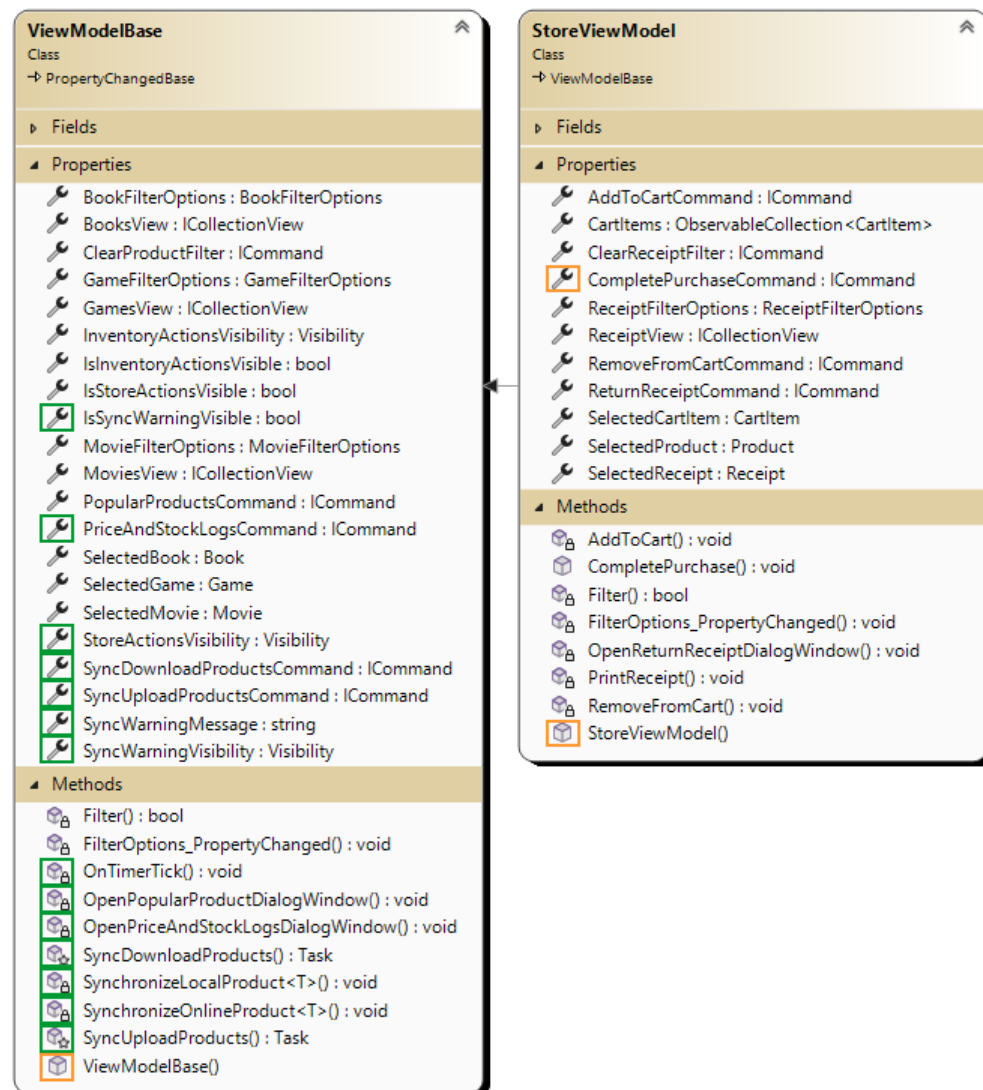 ViewModelBase
Class
PropertyChangedBase
Fields
Properties
BookFilterOptions : BookFilterOptions
BooksView : ICollectionView
ClearProductFilter : ICommand
GameFilterOptions : GameFilterOptions
GamesView : ICollectionView
InventoryActionsVisibility : Visibility
IsInventoryActionsVisible : bool
IsStoreActionsVisible : bool
IsSyncWarningVisible : bool
MovieFilterOptions : MovieFilterOptions
MoviesView : ICollectionView
PopularProductsCommand : ICommand
PriceAndStockLogsCommand : ICommand
SelectedBook : Book
SelectedGame : Game
SelectedMovie : Movie
StoreActionsVisibility : Visibility
SyncDownloadProductsCommand : ICommand
SyncUploadProductsCommand : ICommand
SyncWarningMessage : string
SyncWarningVisibility : Visibility
Methods
Filter() : bool
FilterOptions_PropertyChanged() : void
OnTimerTick() : void
OpenPopularProductDialogWindow() : void
OpenPriceAndStockLogsDialogWindow() : void
SyncDownloadProducts() : Task
SynchronizeLocalProduct<T>() : void
SynchronizeOnlineProduct<T>() : void
SyncUploadProducts() : Task
ViewModelBase()
StoreViewModel
Class
ViewModelBase
Fields
Properties
AddToCartCommand : ICommand
CartItems : ObservableCollection<CartItem>
ClearReceiptFilter : ICommand
CompletePurchaseCommand : ICommand
ReceiptFilterOptions : ReceiptFilterOptions
ReceiptView : ICollectionView
RemoveFromCartCommand : ICommand
ReturnReceiptCommand : ICommand
SelectedCartItem : CartItem
SelectedProduct : Product
SelectedReceipt : Receipt
Methods
AddToCart() : void
CompletePurchase() : void
Filter() : bool
FilterOptions_PropertyChanged() : void
OpenReturnReceiptDialogWindow() : void
PrintReceipt() : void
RemoveFromCart() : void
StoreViewModel()